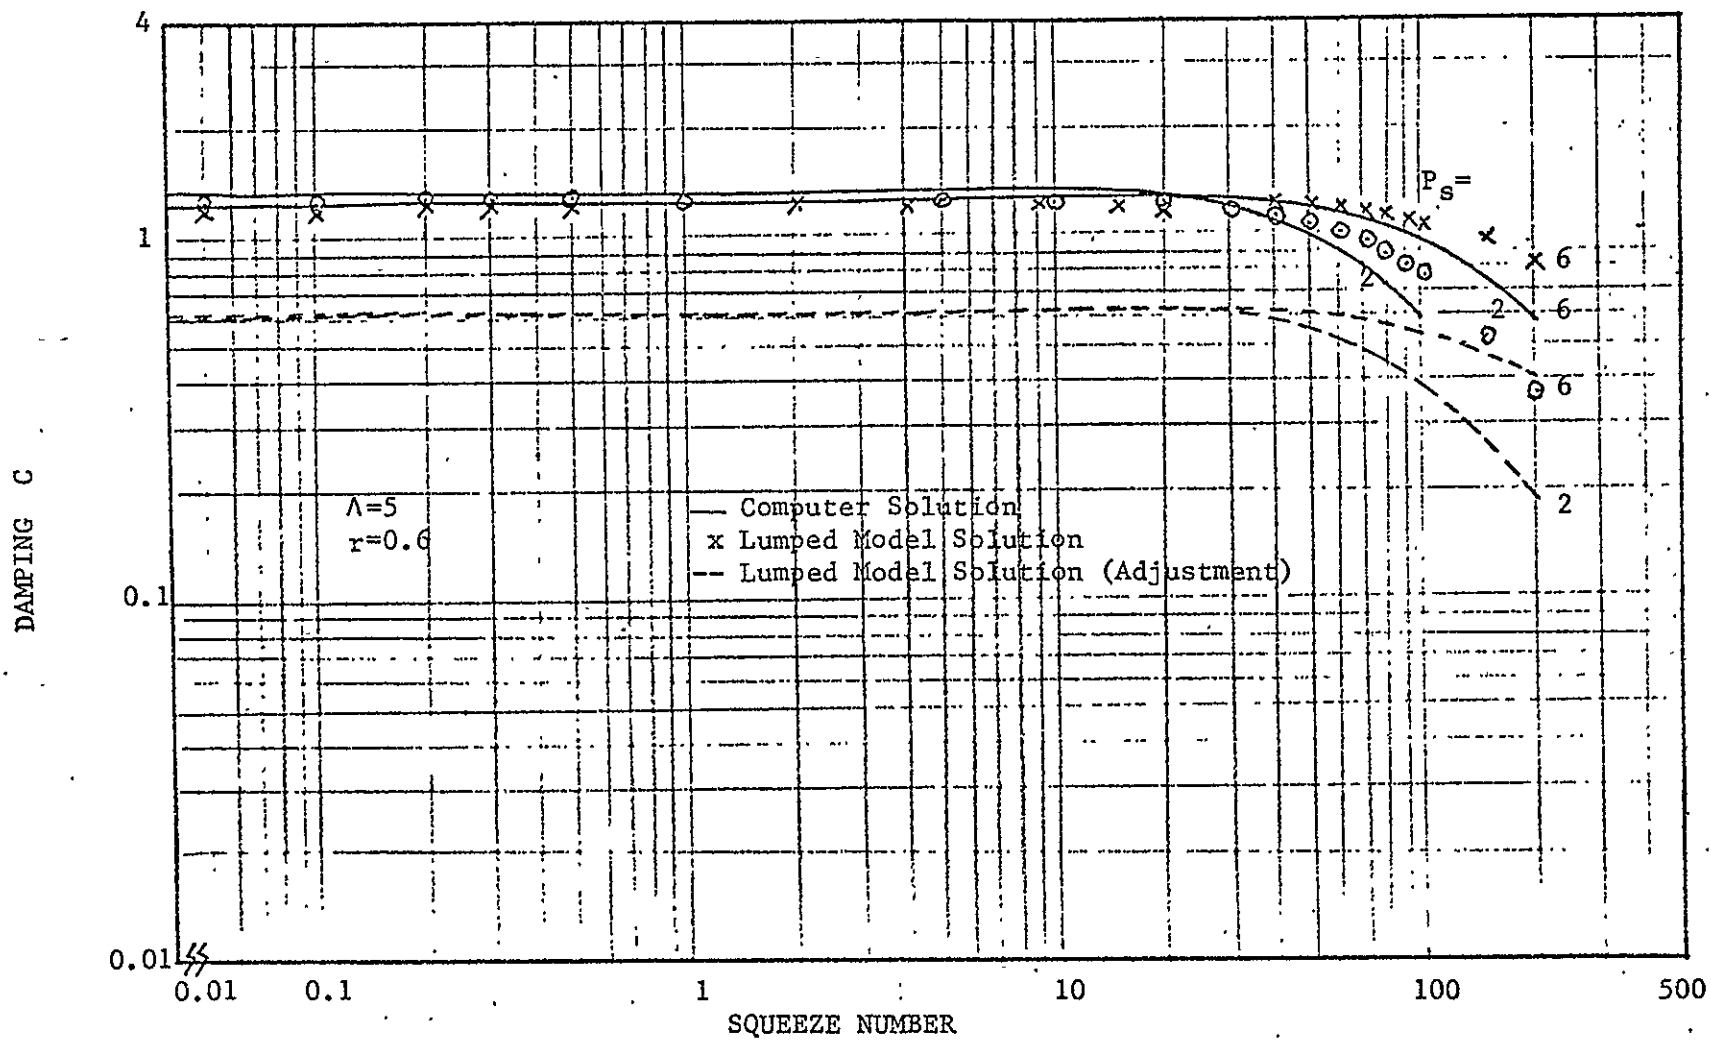 4
1
0.1
0.01
DAMPING C
P_s=
6
2
2
6
6
2
Λ=5
r=0.6
— Computer Solution
x Lumped Model Solution
-- Lumped Model Solution (Adjustment)
0.01 0.1 1 10 100 500
SQUEEZE NUMBER